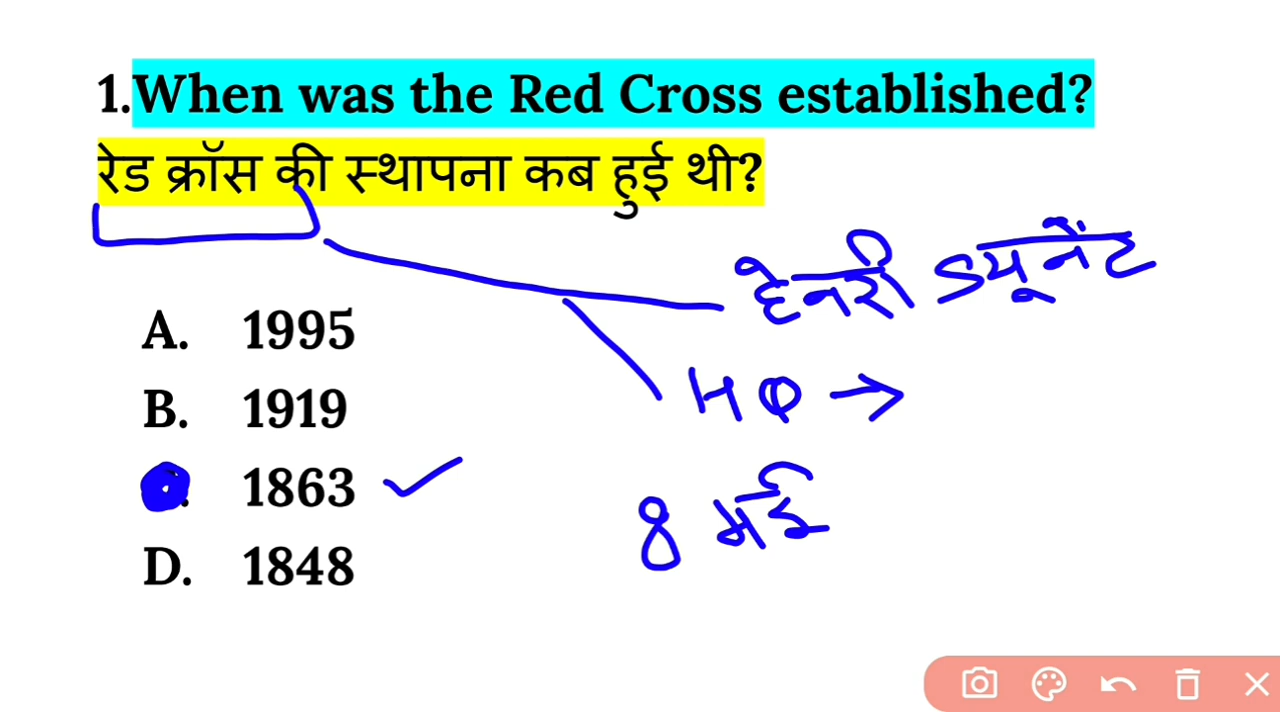 1.When was the Red Cross established?
रेड क्रॉस की स्थापना कब हुई थी?
हेनरी ड्यूनेंट
A. 1995
HQ →
B. 1919
1863 ✓
8 मई
D. 1848